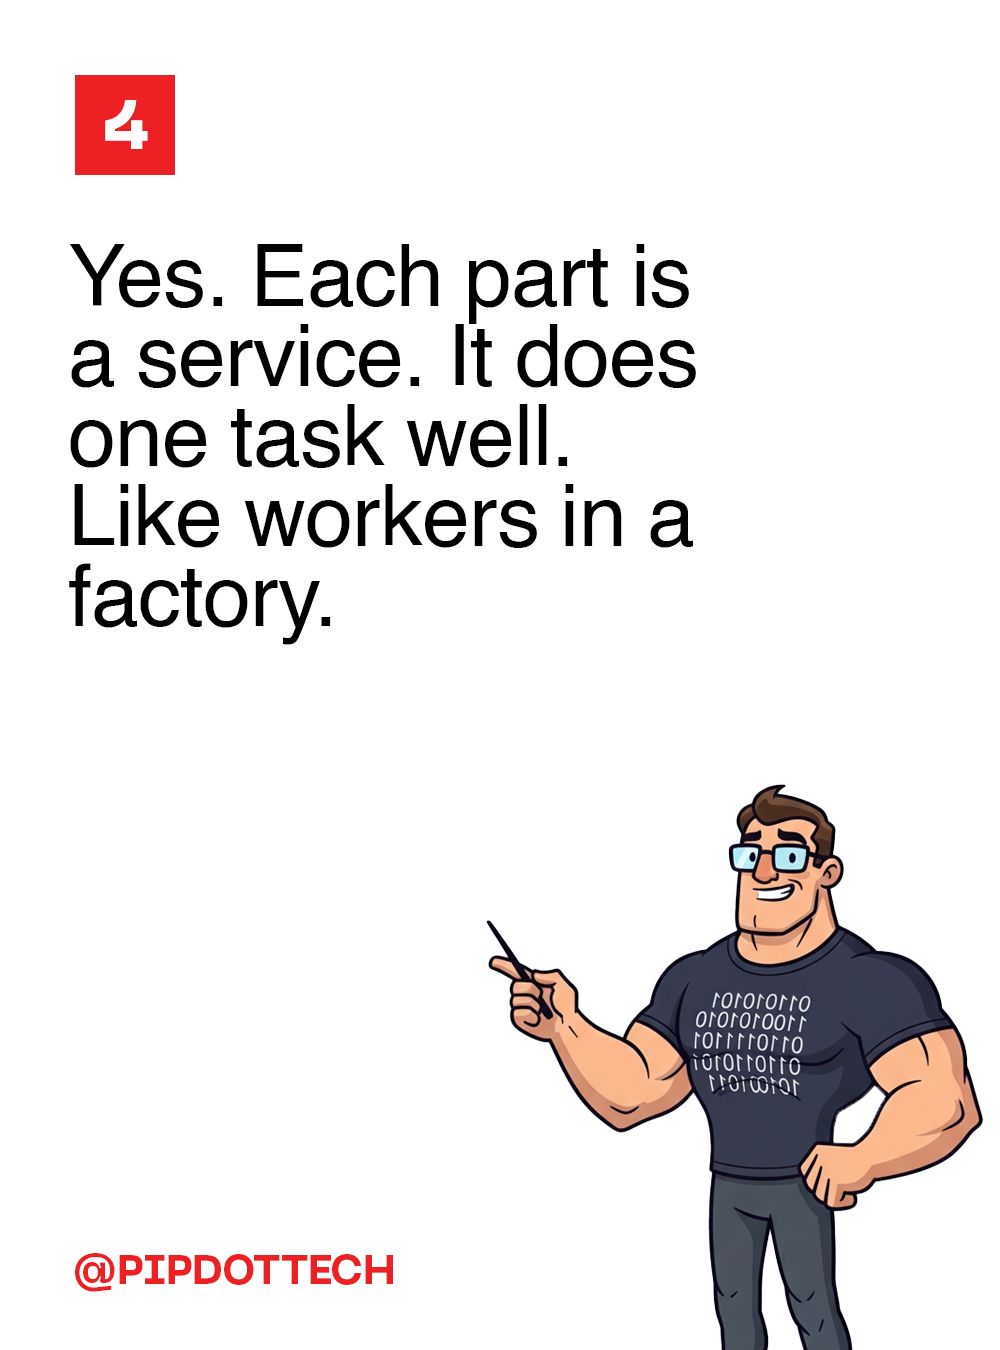 4
Yes. Each part is
a service. It does
one task well.
Like workers in a
factory.
@PIPDOTTECH